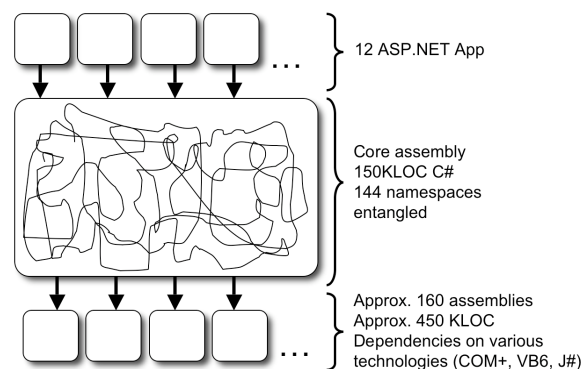 12 ASP.NET App
...
Core assembly
150KLOC C#
144 namespaces
entangled
Approx. 160 assemblies
Approx. 450 KLOC
Dependencies on various
technologies (COM+, VB6, J#)
...